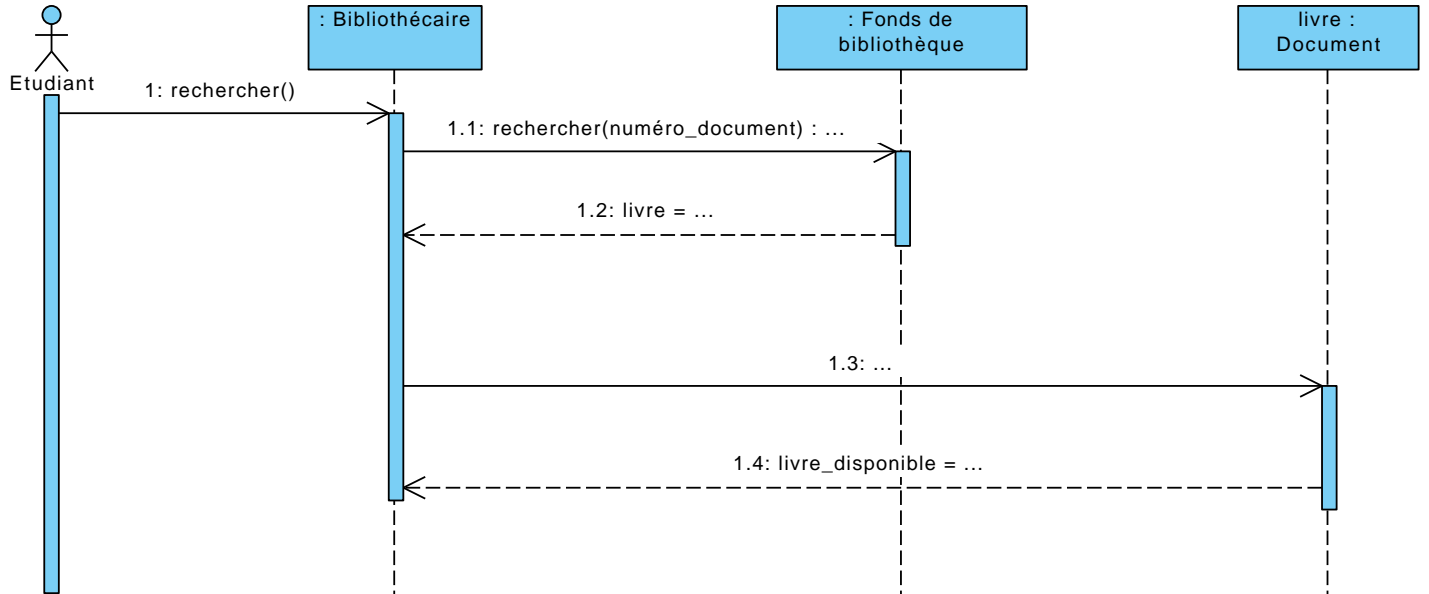 : Bibliothécaire
: Fonds de
bibliothèque
livre :
Document
Etudiant
1: rechercher()
1.1: rechercher(numéro_document) : ...
1.2: livre = ...
1.3: ...
1.4: livre_disponible = ...